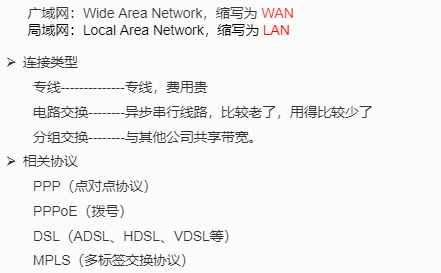 广域网：Wide Area Network，缩写为 WAN
局域网：Local Area Network，缩写为 LAN
➢ 连接类型
专线--------------专线，费用贵
电路交换--------异步串行线路，比较老了，用得比较少了
分组交换--------与其他公司共享带宽。
➢ 相关协议
PPP（点对点协议）
PPPoE（拨号）
DSL（ADSL、HDSL、VDSL等）
MPLS（多标签交换协议）